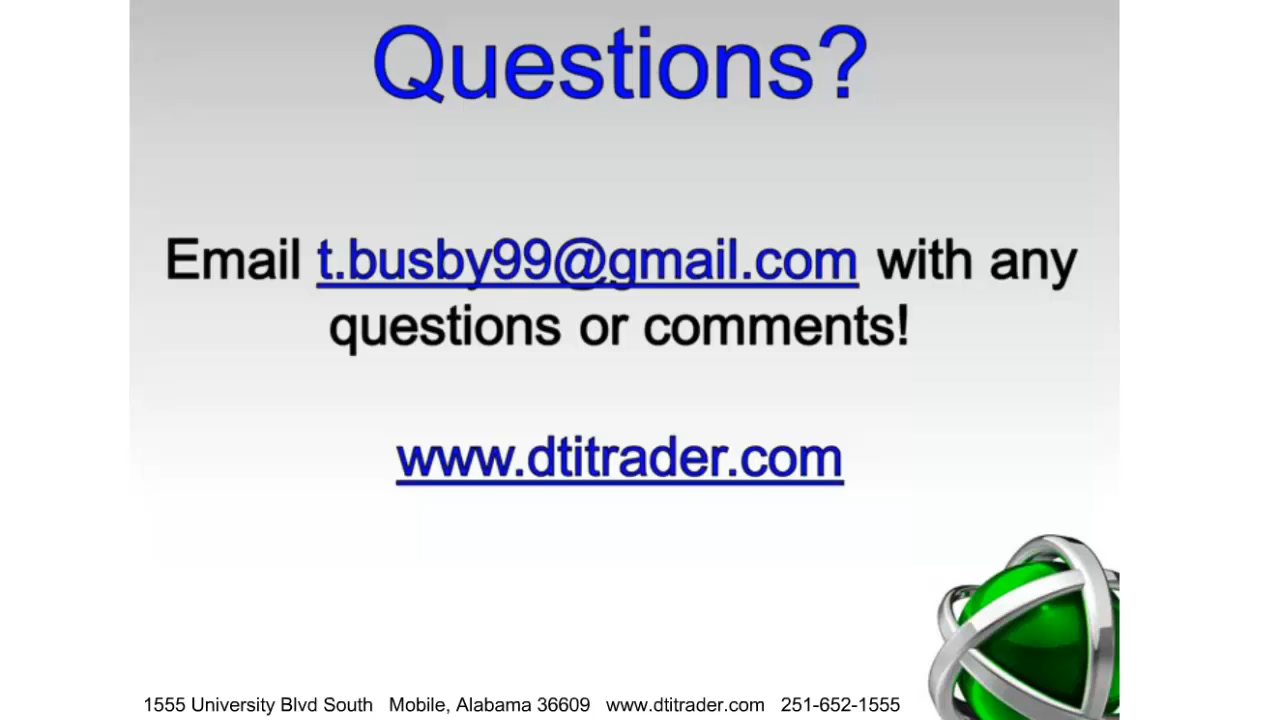 Questions?
Email t.busby99@gmail.com with any
questions or comments!
www.dtitrader.com
1555 University Blvd South   Mobile, Alabama 36609   www.dtitrader.com   251-652-1555